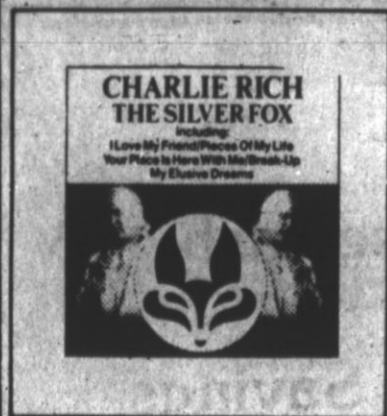 CHARLIE RICH
THE SILVER FOX
Including:
I Love My Friend/Pieces Of My Life
Your Place Is Here With Me/Break-Up
My Elusive Dreams